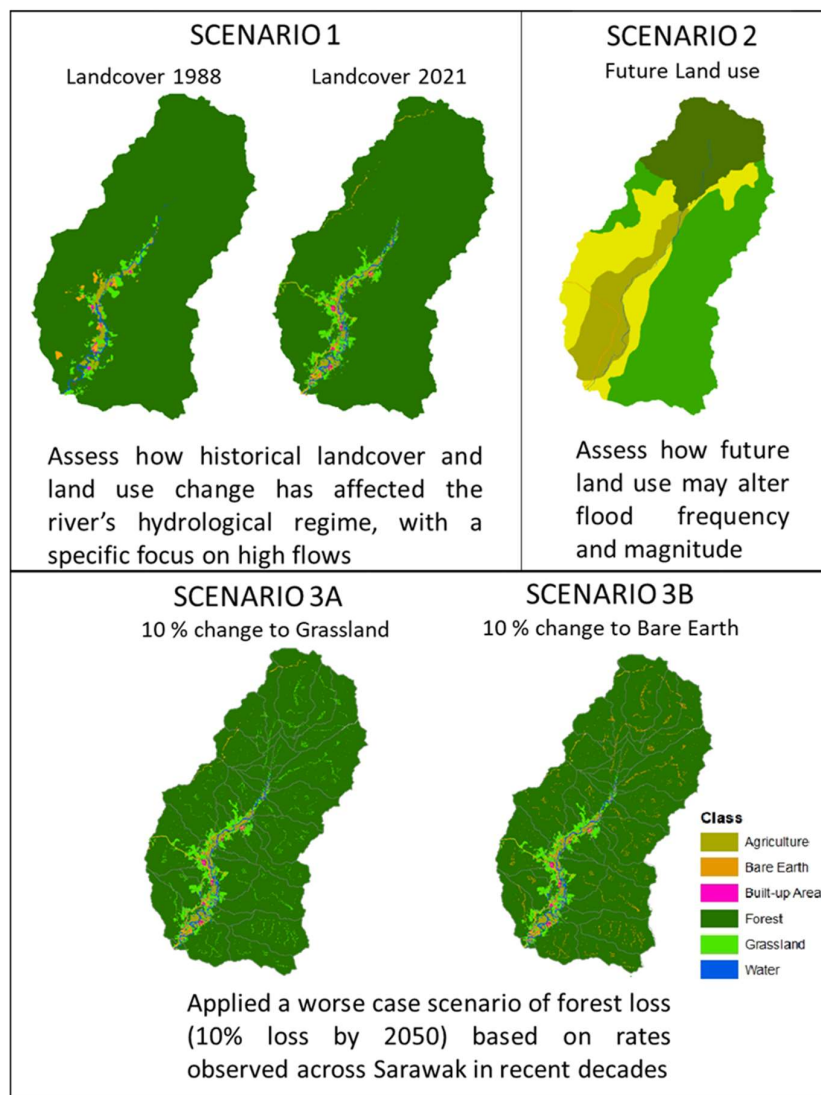 SCENARIO 1
Landcover 1988
Landcover 2021
Assess how historical landcover and
land use change has affected the
river's hydrological regime, with a
specific focus on high flows
SCENARIO 2
Future Land use
Assess how future
land use may alter
flood frequency
and magnitude
SCENARIO 3A
10 % change to Grassland
SCENARIO 3B
10 % change to Bare Earth
Class
Agriculture
Bare Earth
Built-up Area
Forest
Grassland
Water
Applied a worse case scenario of forest loss
(10% loss by 2050) based on rates
observed across Sarawak in recent decades